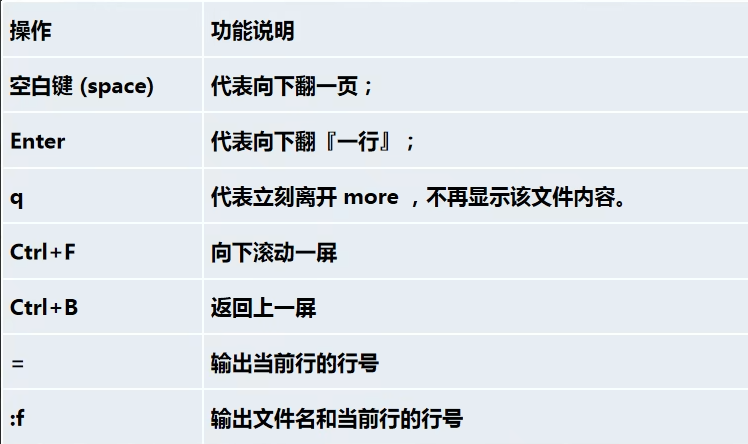 操作 功能说明
空白键 (space) 代表向下翻一页；
Enter 代表向下翻『一行』；
q 代表立刻离开 more ，不再显示该文件内容。
Ctrl+F 向下滚动一屏
Ctrl+B 返回上一屏
= 输出当前行的行号
:f 输出文件名和当前行的行号